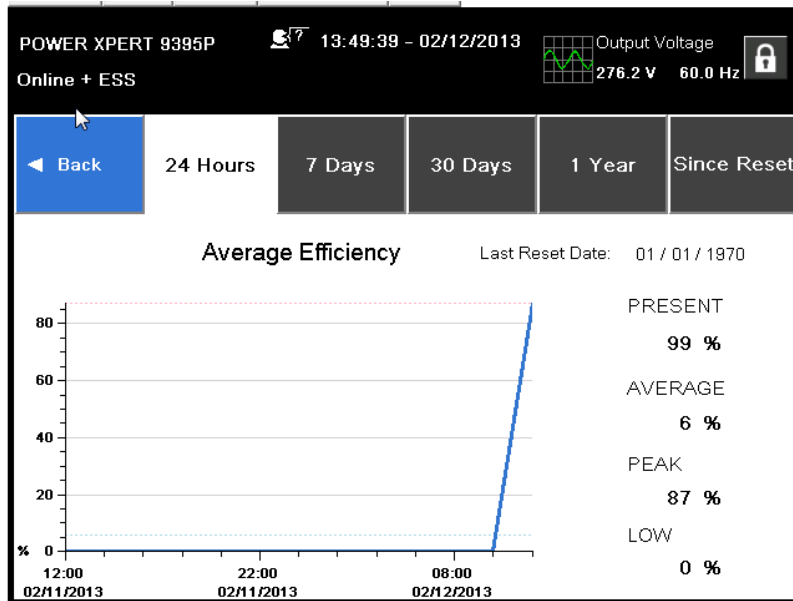 POWER XPERT 9395P
? 13:49:39 - 02/12/2013
Output Voltage
Online + ESS
276.2 V 60.0 Hz
Back
24 Hours
7 Days
30 Days
1 Year
Since Reset
Average Efficiency
Last Reset Date: 01 / 01 / 1970
80
60
40
20
% 0
12:00
02/11/2013
22:00
02/11/2013
08:00
02/12/2013
PRESENT
99 %
AVERAGE
6 %
PEAK
87 %
LOW
0 %